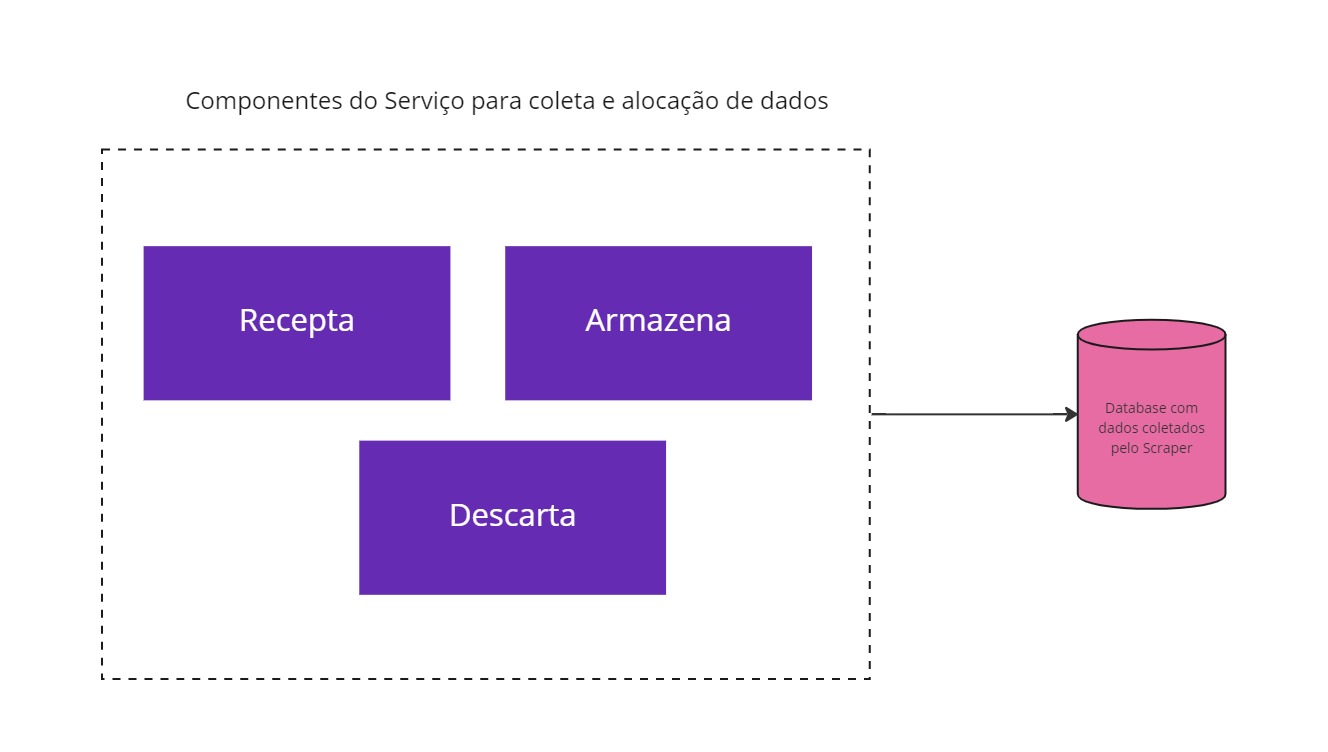 Componentes do Serviço para coleta e alocação de dados
Recepta
Armazena
Descarta
Database com
dados coletados
pelo Scraper